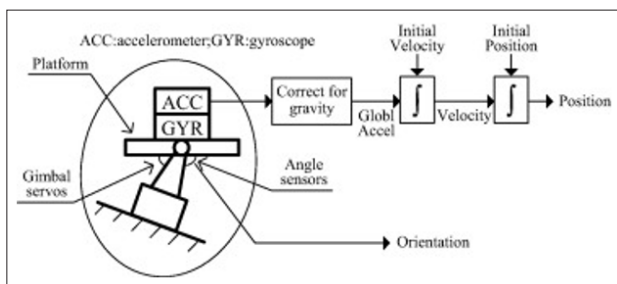 ACC:accelerometer;GYR:gyroscope
Platform
ACC
GYR
Gimbal
servos
Angle
sensors
Correct for
gravity
Globl
Accel
Initial
Velocity
∫
Velocity
Initial
Position
∫
Position
Orientation